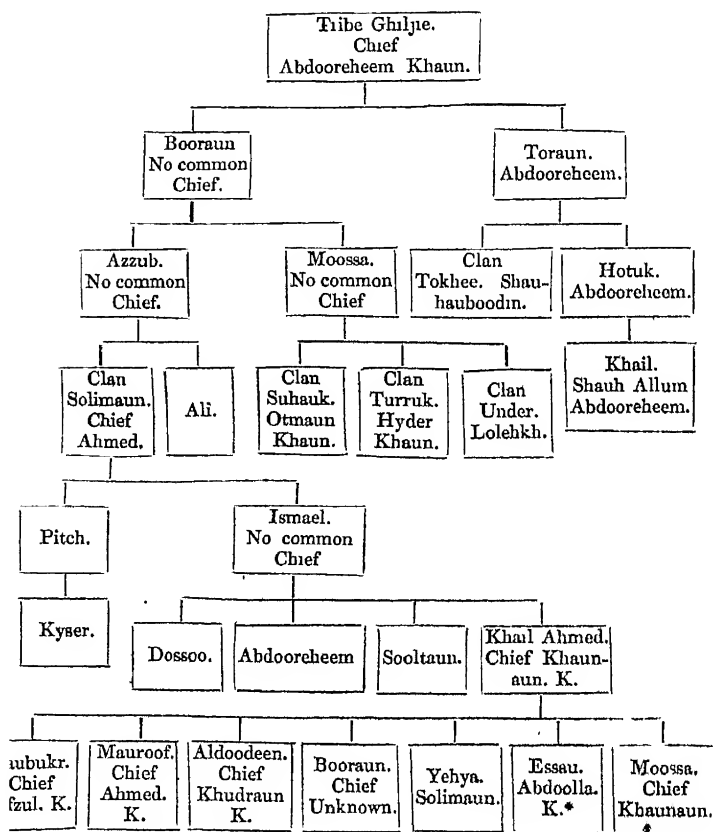 Tribe Ghiljie.
Chief
Abdooreheem Khaun.
Booraun
No common
Chief.
Toraun.
Abdooreheem.
Azzub.
No common
Chief.
Moossa.
No common
Chief
Clan
Tokhee. Shau-
hauboodin.
Hotuk.
Abdooreheem.
Clan
Solimaun.
Chief
Ahmed.
Ali.
Clan
Suhauk.
Otmaun
Khaun.
Clan
Turruk.
Hyder
Khaun.
Clan
Under.
Lolehkh.
Khail.
Shauh Allum
Abdooreheem.
Pitch.
Ismael.
No common
Chief
Kyser.
Dossoo.
Abdooreheem
Sooltaun.
Khail Ahmed.
Chief Khaun-
aun. K.
aubukr.
Chief
fzul. K.
Mauroof.
Chief
Ahmed.
K.
Aldoodeen.
Chief
Khudraun
K.
Booraun.
Chief
Unknown.
Yehya.
Solimaun.
Essau.
Abdoolla.
K.*
Moossa.
Chief
Khaunaun.
*